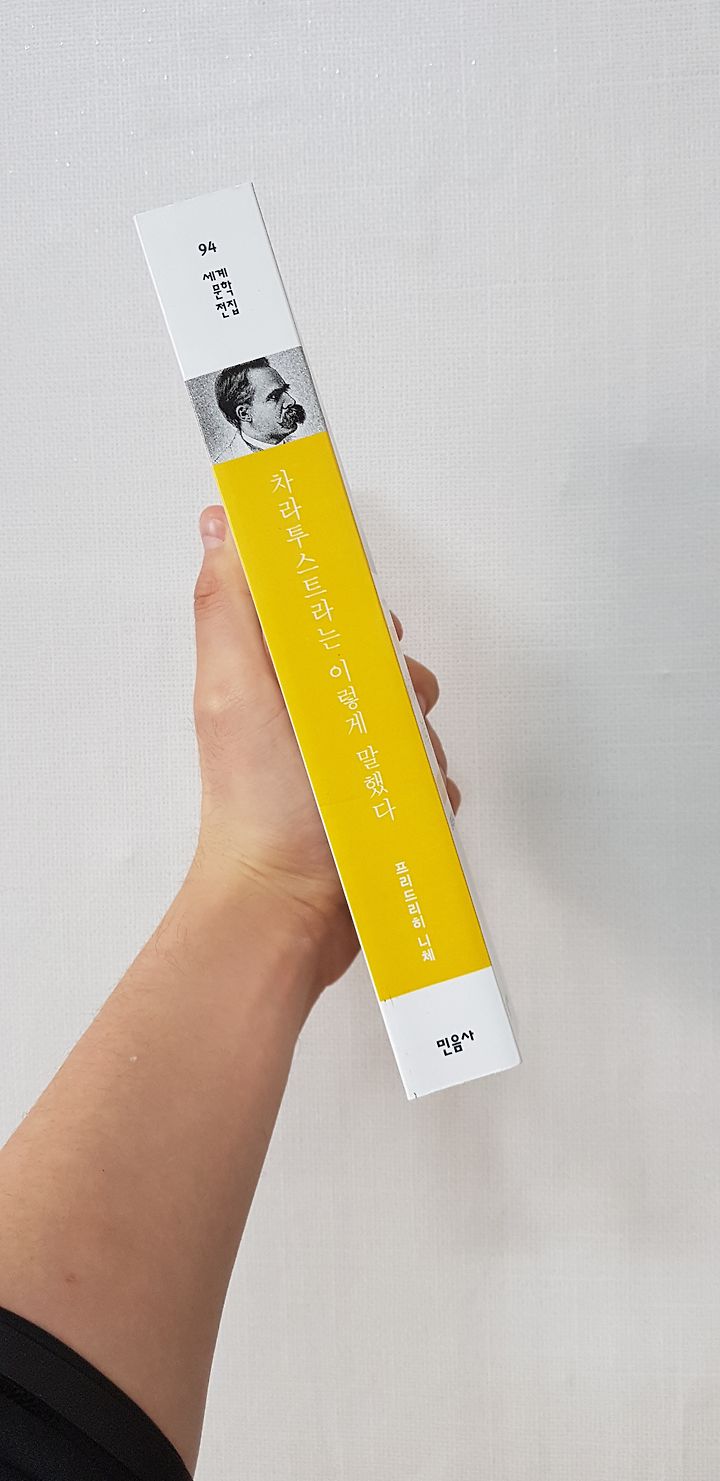 94
세계
문학
전집
차라투스트라는 이렇게 말했다
프리드리히 니체
민음사